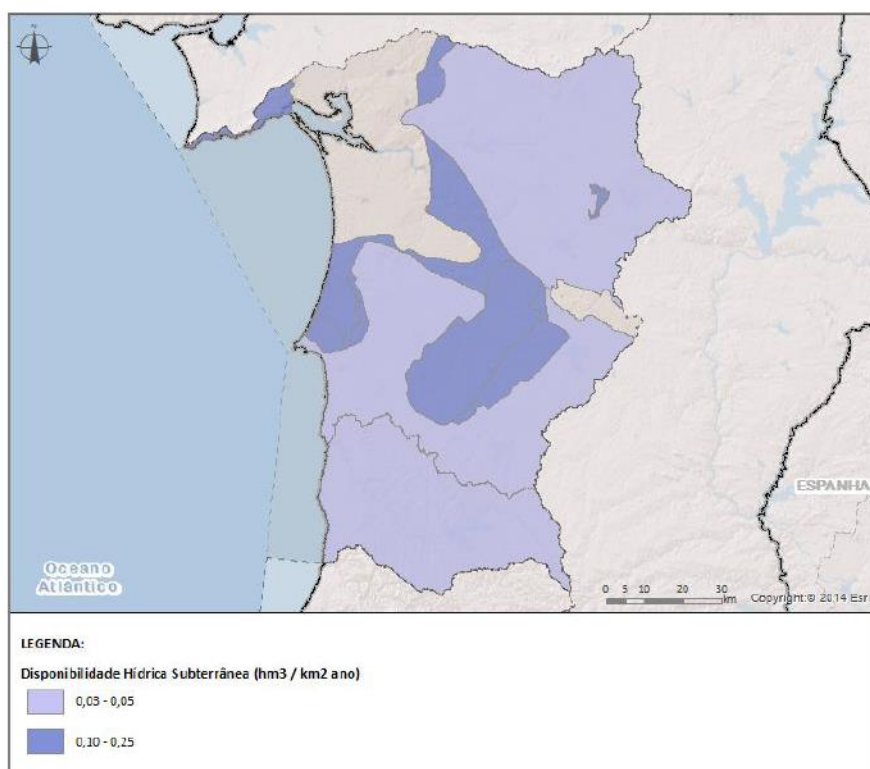 N
ESPANHA
Oceano
Atlântico
0 5 10 20 30
km
Copyright:© 2014 Esr
LEGENDA:
Disponibilidade Hídrica Subterrânea (hm3 / km2 ano)
0,03 - 0,05
0,10 - 0,25